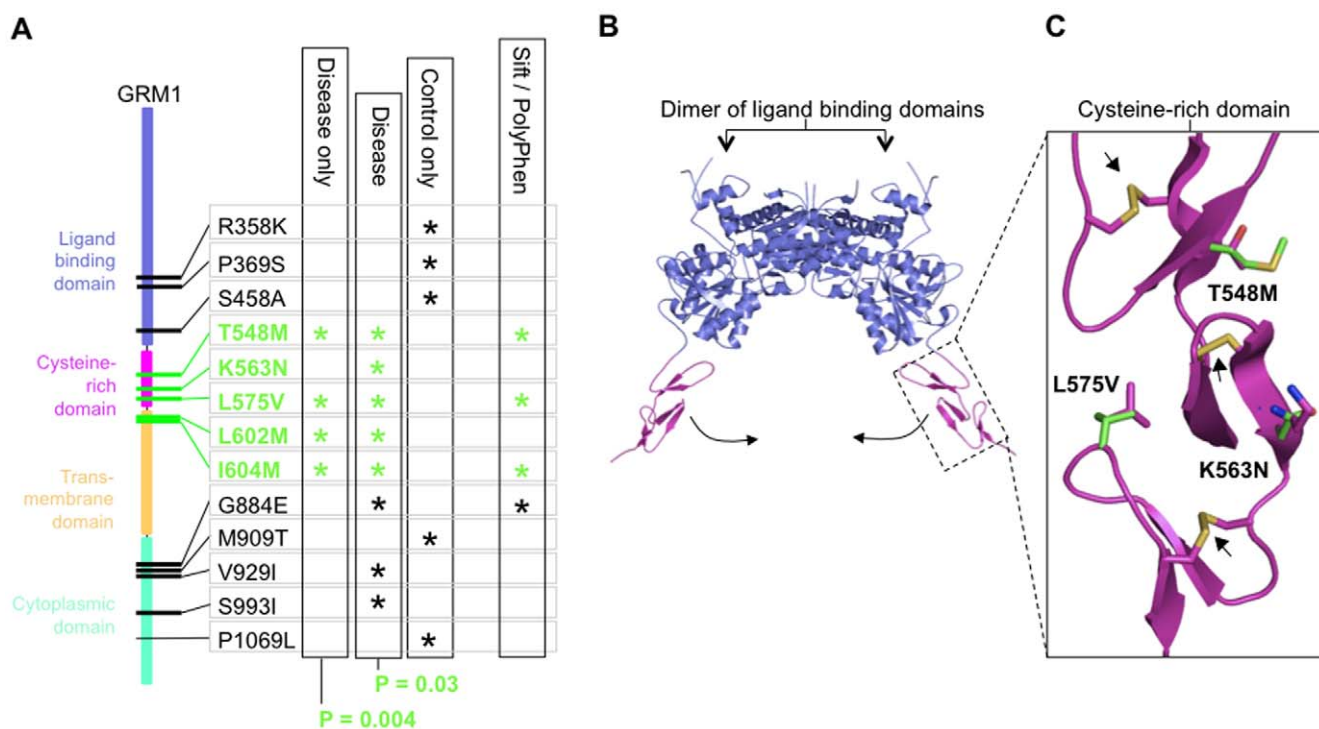 A
GRM1
Disease only
Disease
Control only
Sift / PolyPhen
Ligand
binding
domain
Cysteine-
rich
domain
Trans-
membrane
domain
Cytoplasmic
domain
R358K *
P369S *
S458A *
T548M * * *
K563N *
L575V * * *
L602M * *
I604M * * *
G884E * *
M909T *
V929I *
S993I *
P1069L *
P = 0.03
P = 0.004
B
Dimer of ligand binding domains
C
Cysteine-rich domain
T548M
L575V
K563N